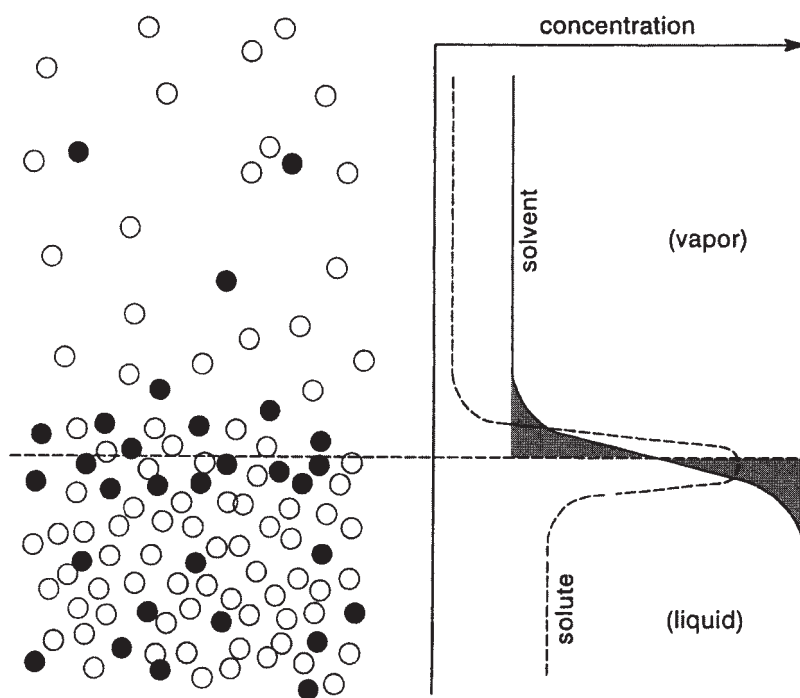 concentration
solvent
(vapor)
solute
(liquid)